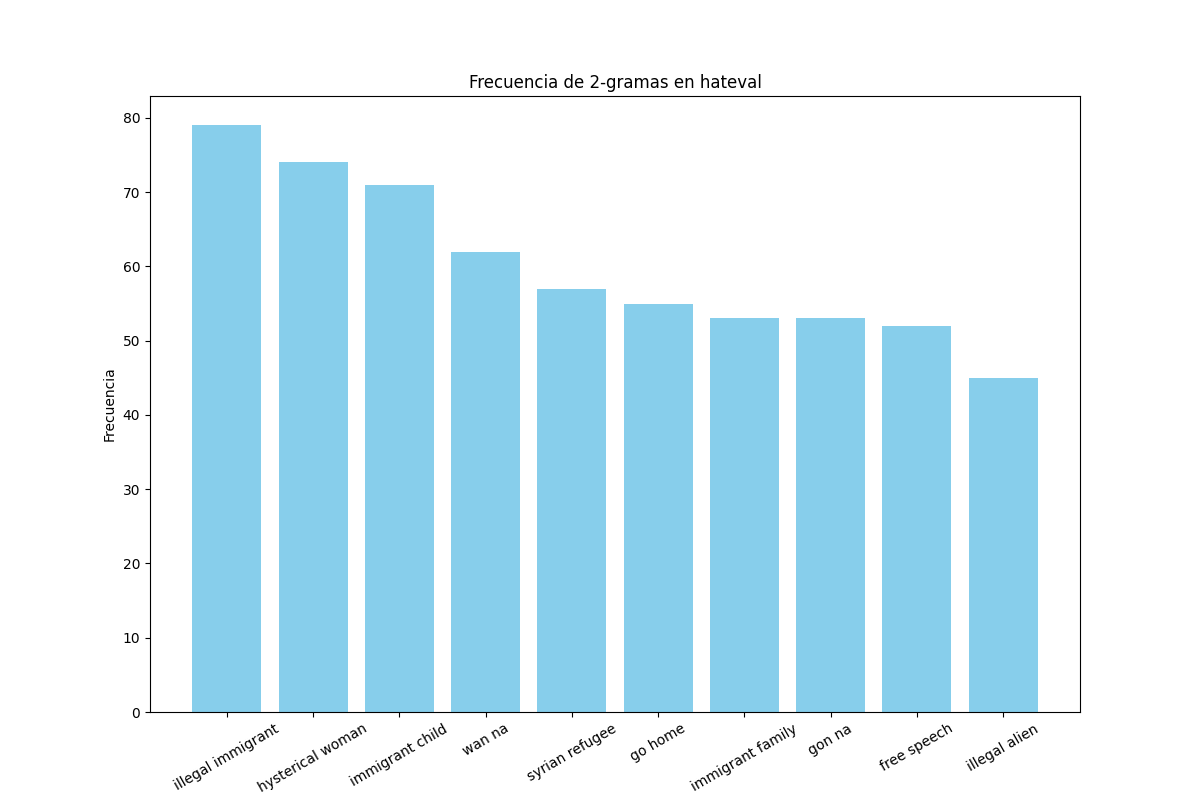 Frecuencia de 2-gramas en hateval
Frecuencia
80
70
60
50
40
30
20
10
0
illegal immigrant
hysterical woman
immigrant child
wan na
syrian refugee
go home
immigrant family
gon na
free speech
illegal alien